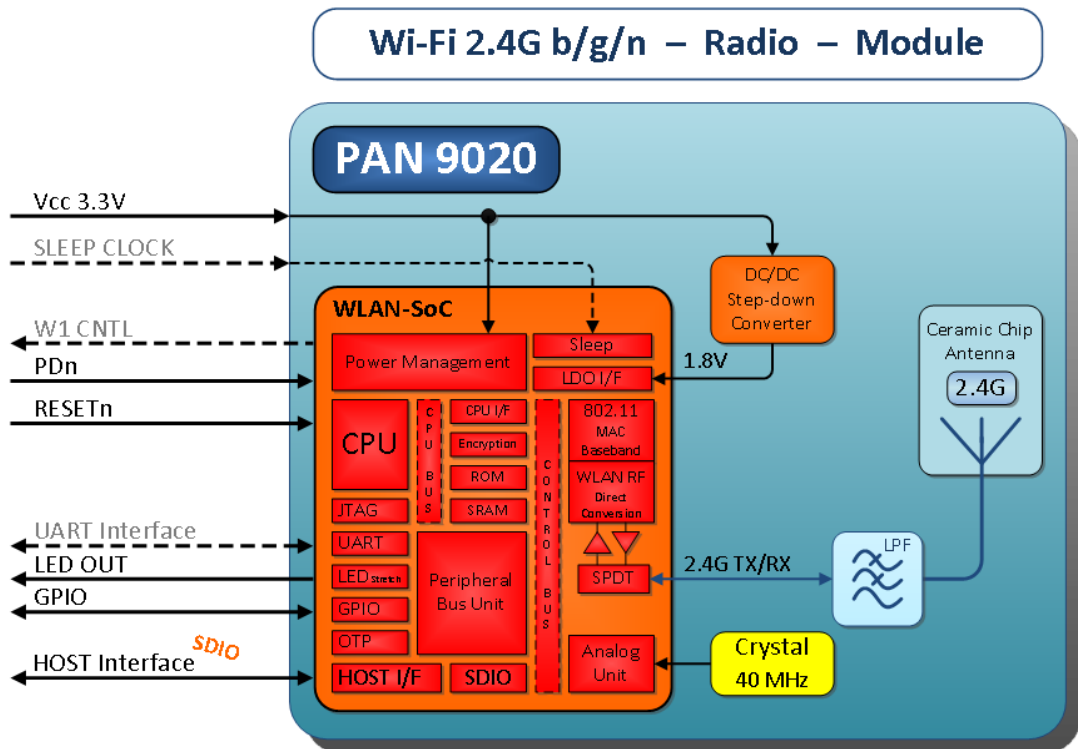 Wi-Fi 2.4G b/g/n – Radio – Module
PAN 9020
Vcc 3.3V
SLEEP CLOCK
W1 CNTL
PDn
RESETn
UART Interface
LED OUT
GPIO
HOST Interface
SDIO
DC/DC
Step-down
Converter
1.8V
WLAN-SoC
Power Management
Sleep
LDO I/F
CPU
CPU BUS
CPU I/F
Encryption
ROM
SRAM
CONTROL BUS
802.11
MAC
Baseband
WLAN RF
Direct
Conversion
JTAG
UART
LED Stretch
GPIO
OTP
Peripheral
Bus Unit
SPDT
HOST I/F
SDIO
Analog
Unit
2.4G TX/RX
LPF
Crystal
40 MHz
Ceramic Chip
Antenna
2.4G